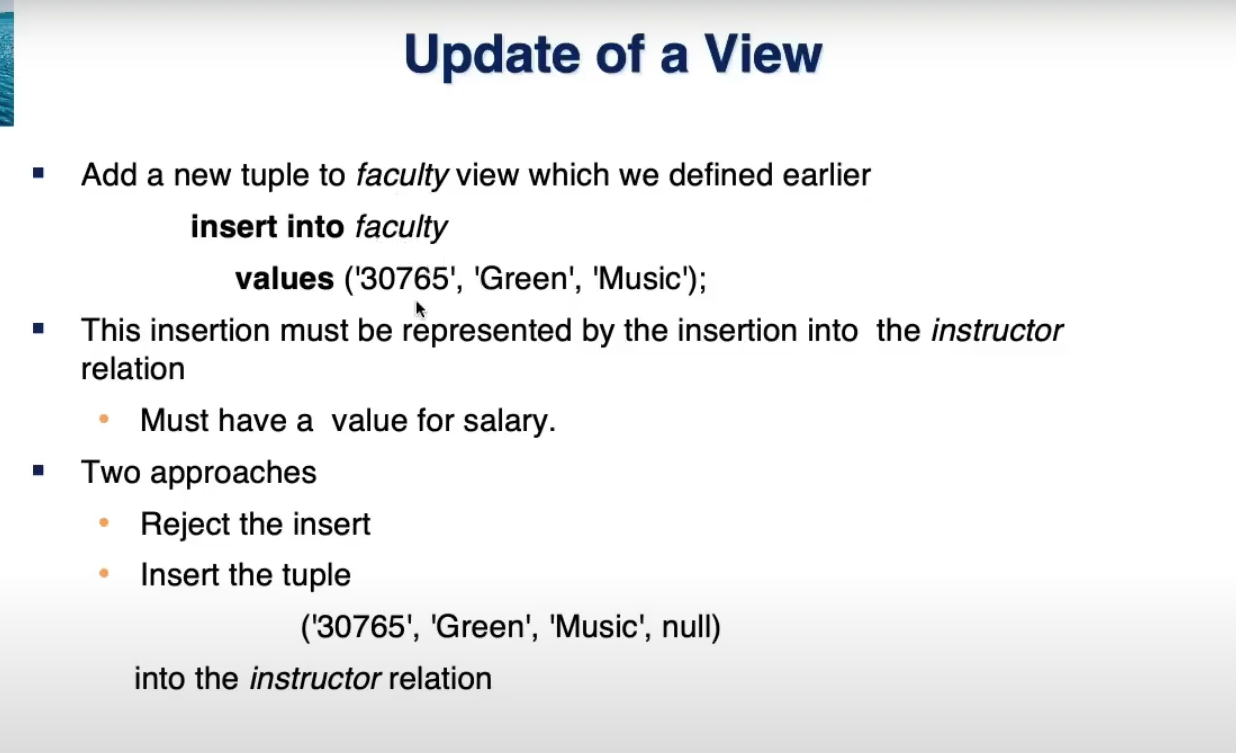 Update of a View
Add a new tuple to faculty view which we defined earlier
insert into faculty
values ('30765', 'Green', 'Music');
This insertion must be represented by the insertion into the instructor
relation
Must have a value for salary.
Two approaches
Reject the insert
Insert the tuple
('30765', 'Green', 'Music', null)
into the instructor relation